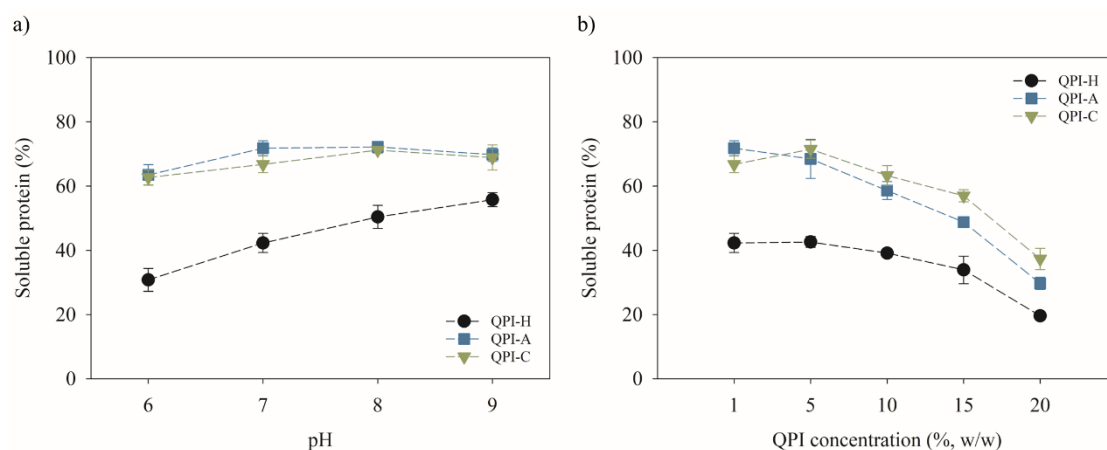 a)
100
80
60
40
20
0
Soluble protein (%)
6 7 8 9
pH
QPI-H
QPI-A
QPI-C
b)
100
80
60
40
20
0
Soluble protein (%)
1 5 10 15 20
QPI concentration (%, w/w)
QPI-H
QPI-A
QPI-C